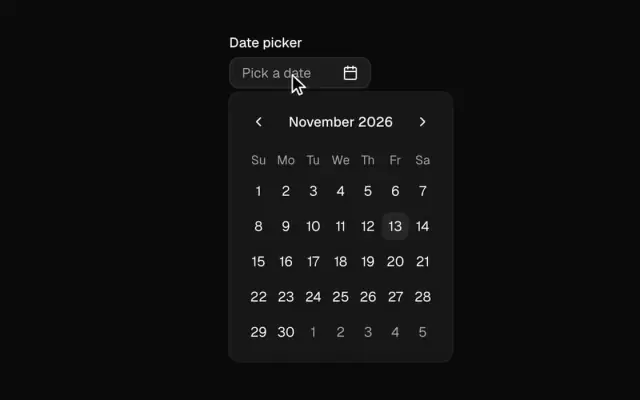 Date picker
Pick a date
November 2026
Su Mo Tu We Th Fr Sa
1 2 3 4 5 6 7
8 9 10 11 12 13 14
15 16 17 18 19 20 21
22 23 24 25 26 27 28
29 30 1 2 3 4 5